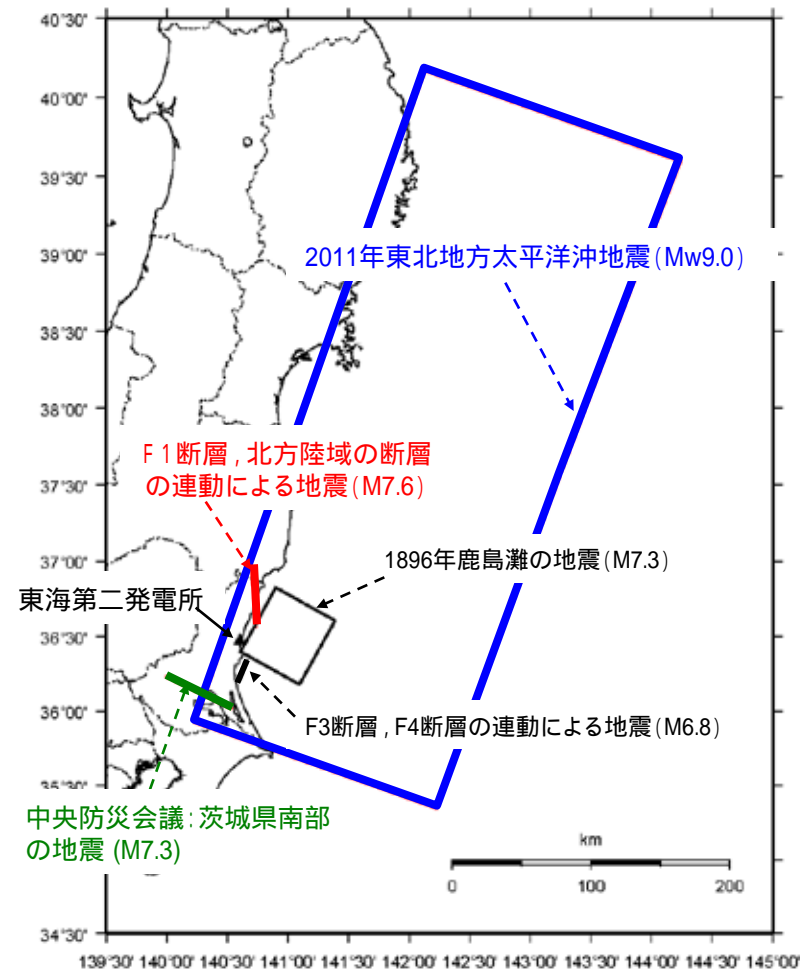 40°30'
40°00'
39°30'
39°00'
38°30'
38°00'
37°30'
37°00'
36°30'
36°00'
35°30'
34°30'
2011年東北地方太平洋沖地震(Mw9.0)
F1断層,北方陸域の断層
の連動による地震(M7.6)
1896年鹿島灘の地震(M7.3)
東海第二発電所
F3断層,F4断層の連動による地震(M6.8)
中央防災会議:茨城県南部
の地震 (M7.3)
km
0 100 200
139°30' 140°00' 140°30' 141°00' 141°30' 142°00' 142°30' 143°00' 143°30' 144°00' 144°30' 145°00'